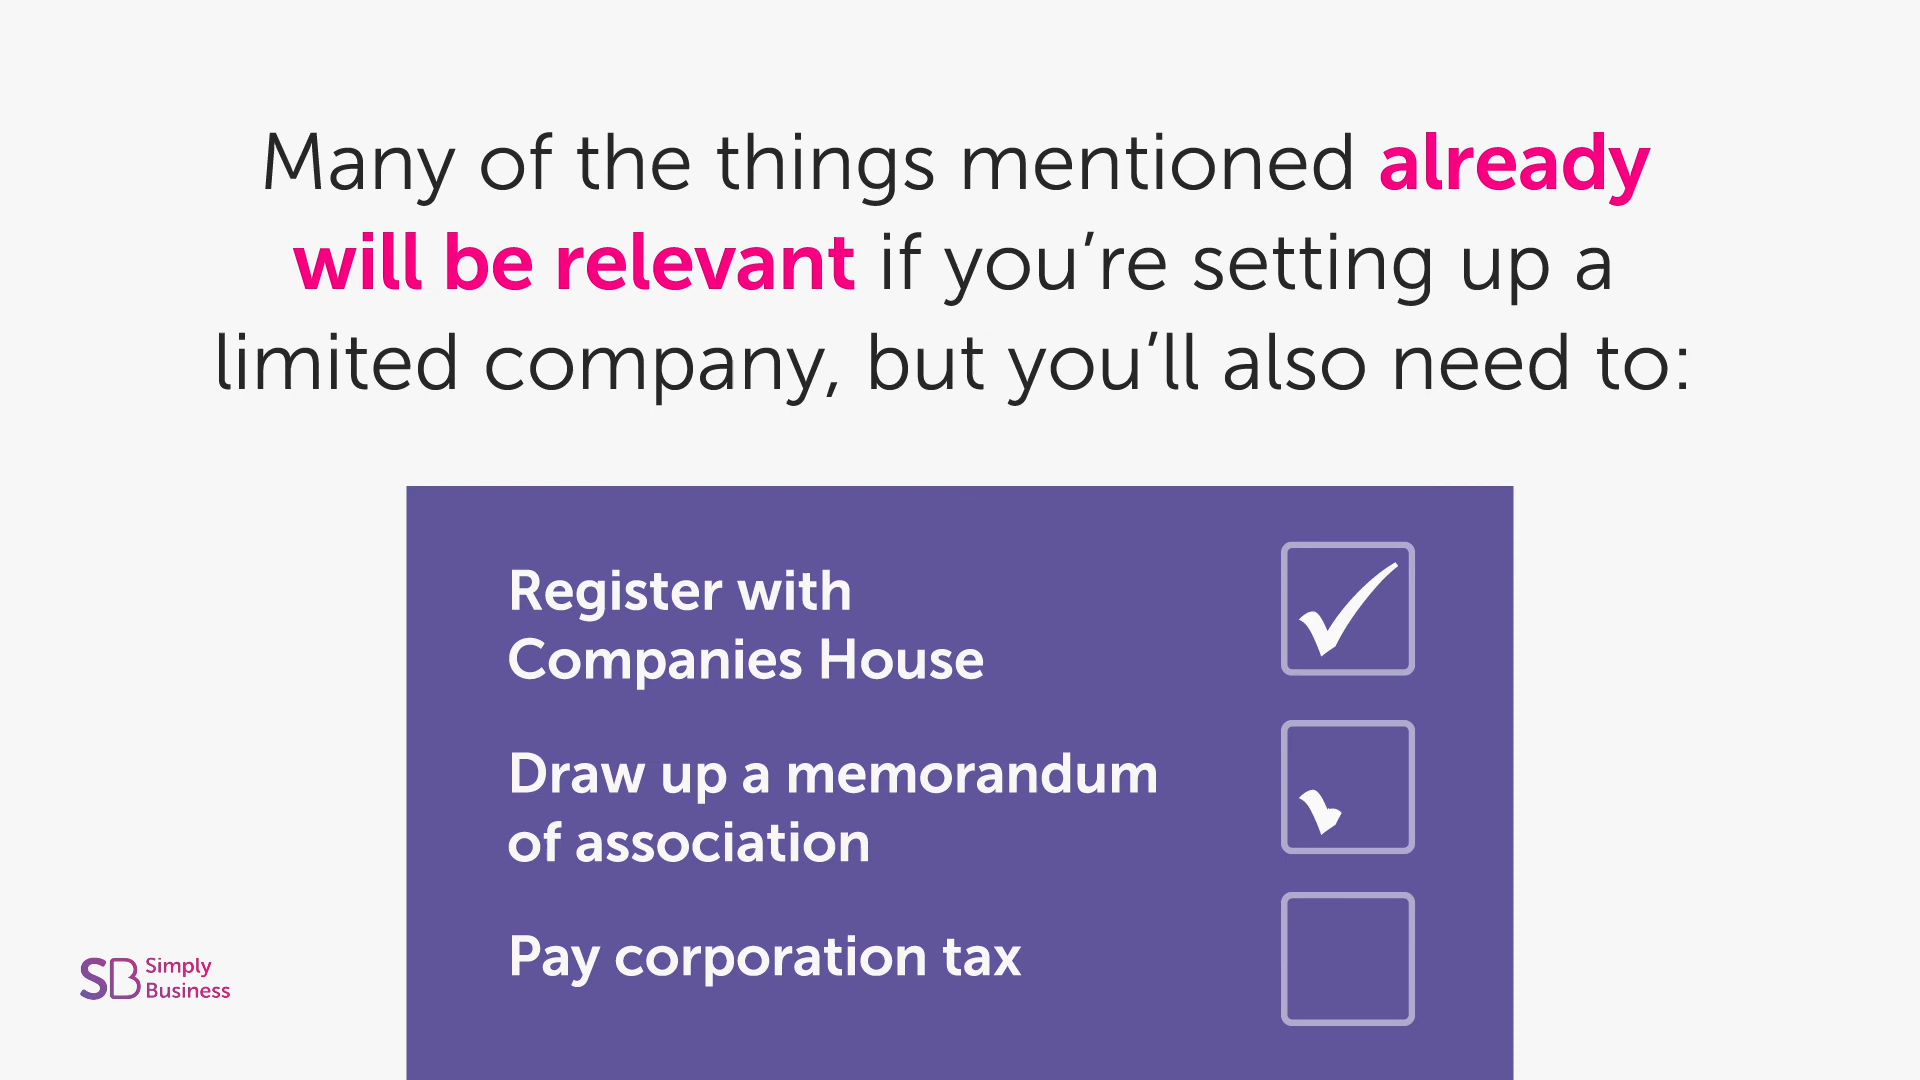 Many of the things mentioned already
will be relevant if you’re setting up a
limited company, but you’ll also need to:
Register with
Companies House
Draw up a memorandum
of association
Pay corporation tax
SB Simply
Business